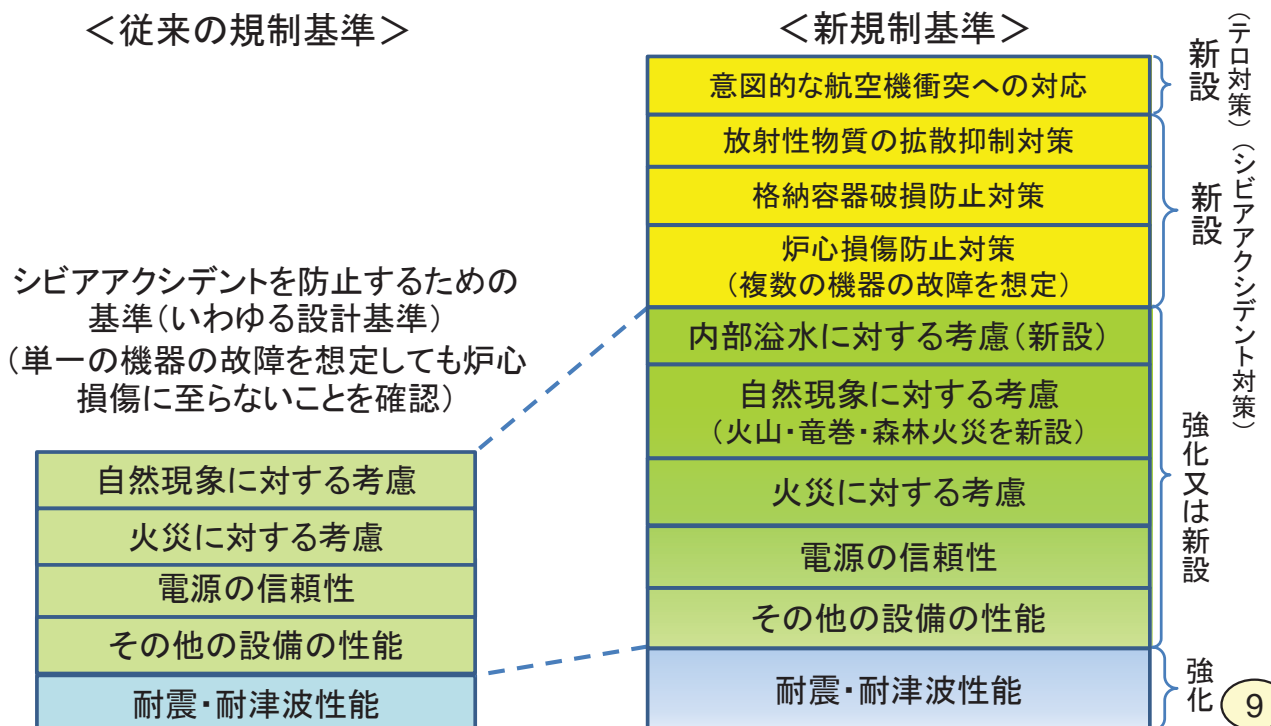 ＜従来の規制基準＞
シビアアクシデントを防止するための
基準（いわゆる設計基準）
（単一の機器の故障を想定しても炉心
損傷に至らないことを確認）
自然現象に対する考慮
火災に対する考慮
電源の信頼性
その他の設備の性能
耐震・耐津波性能
＜新規制基準＞
意図的な航空機衝突への対応
放射性物質の拡散抑制対策
格納容器破損防止対策
炉心損傷防止対策
（複数の機器の故障を想定）
内部溢水に対する考慮（新設）
自然現象に対する考慮
（火山・竜巻・森林火災を新設）
火災に対する考慮
電源の信頼性
その他の設備の性能
耐震・耐津波性能
（テロ対策）
新設
（シビアアクシデント対策）
新設
強化又は新設
強化
9